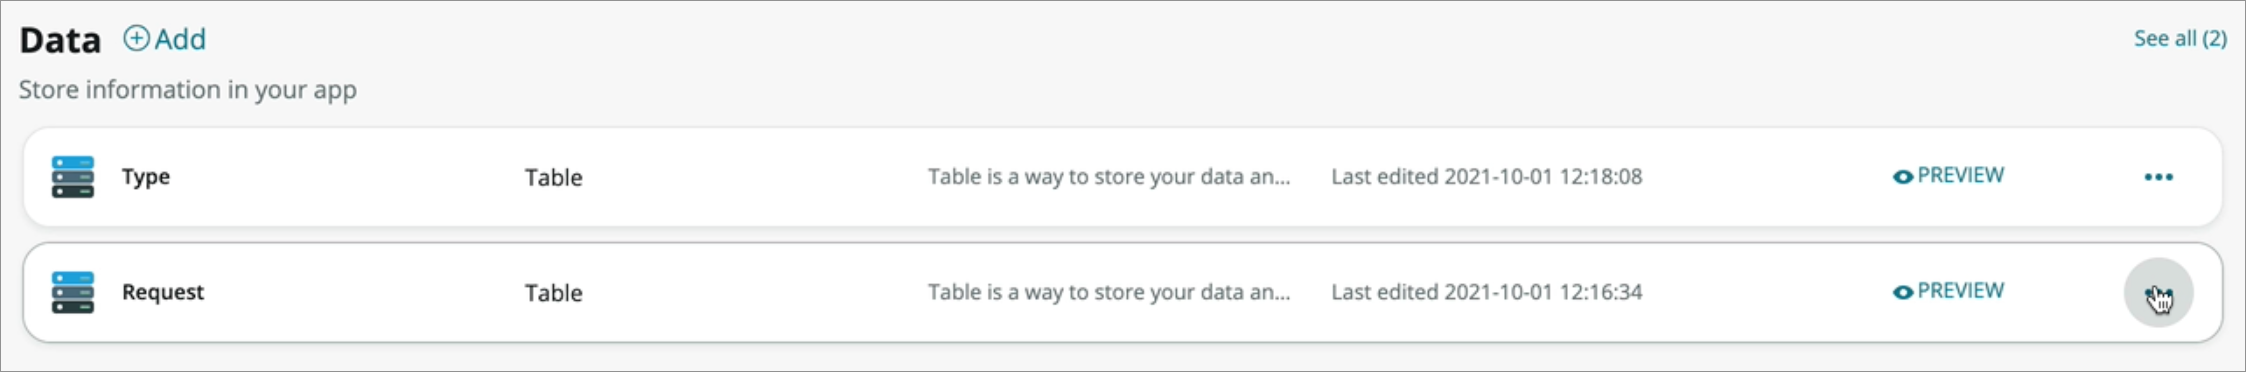 Data Add See all (2)
Store information in your app
Type Table Table is a way to store your data an... Last edited 2021-10-01 12:18:08 PREVIEW
Request Table Table is a way to store your data an... Last edited 2021-10-01 12:16:34 PREVIEW